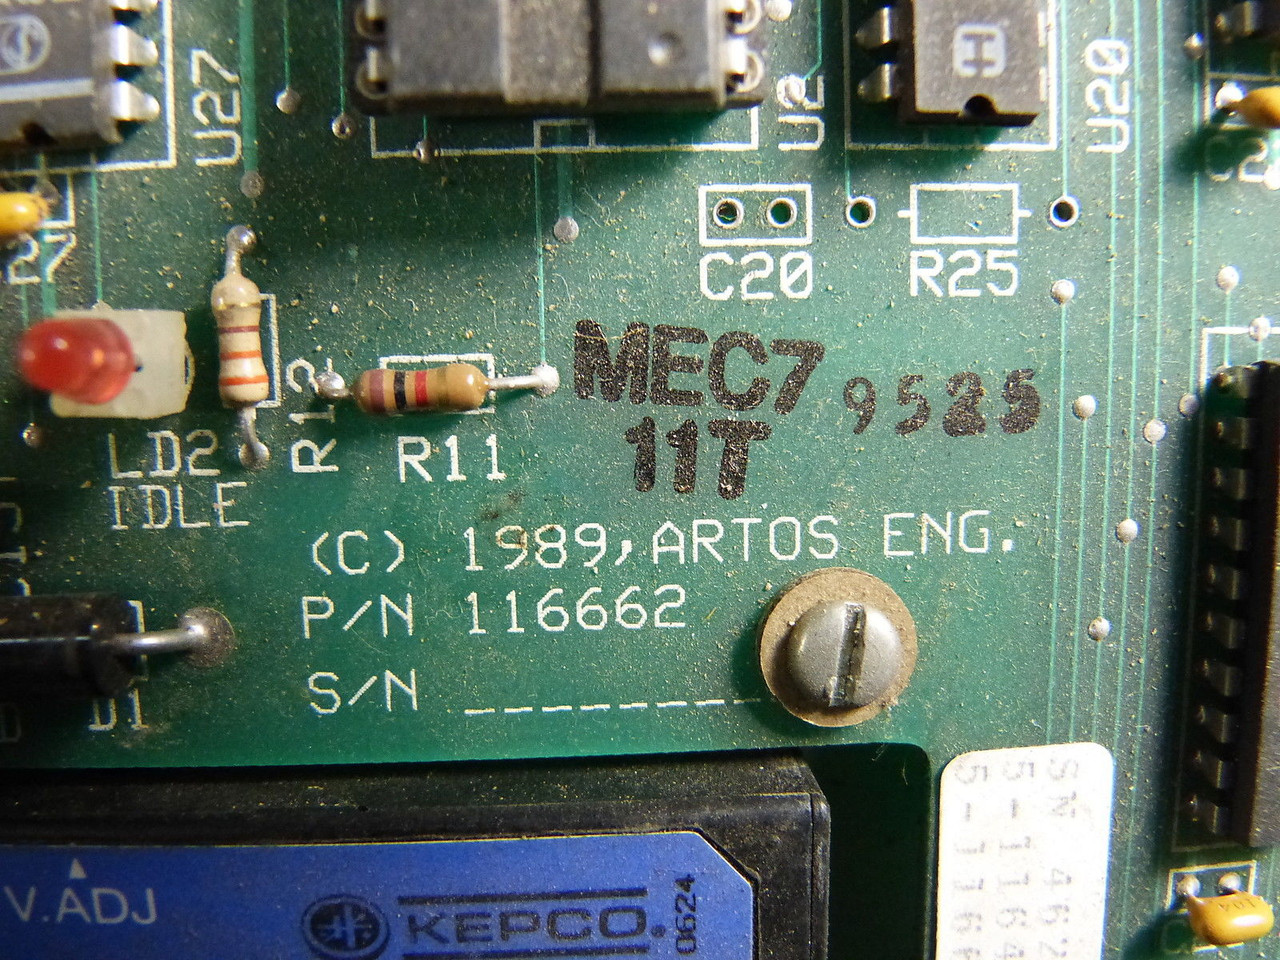 U27
U2
U20
C20
R25
R12
R11
MEC7
11T
9525
LD2
IDLE
(C) 1989, ARTOS ENG.
P/N 116662
S/N
D1
V.ADJ
KEPCO.
0624